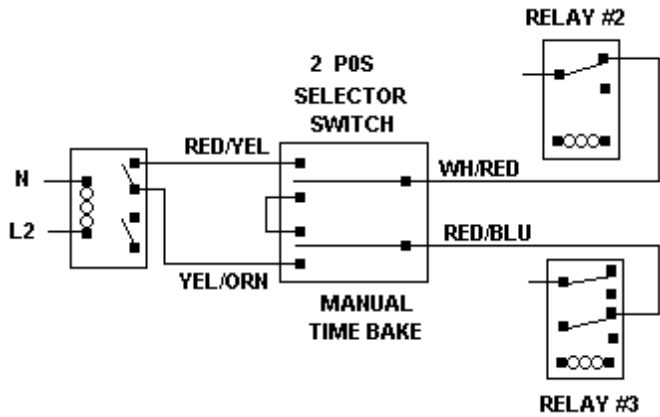 RELAY #2
2 P0S
SELECTOR
SWITCH
RED/YEL
WH/RED
N
L2
RED/BLU
YEL/ORN
MANUAL
TIME BAKE
RELAY #3